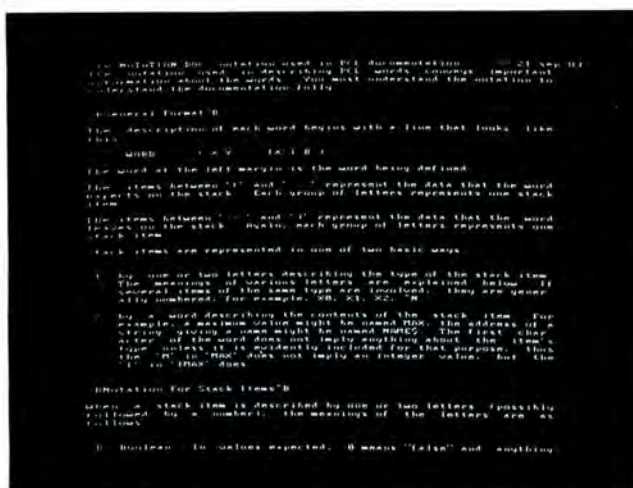 NOTATION.DOC notation used in PCL documentation 21 Sep
The notation used in describing PCL words conveys important
information about the words. You must understand the notation to
understand the documentation fully.
General Format^B
The description of each word begins with a line that looks like
this
WORD
The word at the left margin is the word being defined.
The items between "(" and represent the data that the word
expects on the stack. Each group of letters represents one stack
item.
The items between and ")" represent the data that the word
leaves on the stack. Again, each group of letters represents one
stack item.
Stack items are represented in one of two basic ways
by one or two letters describing the type of the stack item.
The meanings of various letters are explained below. If
several items of the same type are involved, they are gener
ally numbered, for example, X0, X1, X2,
by a word describing the contents of the stack item. For
example, a maximum value might be named MAX, the address of a
string giving a name might be named NAME$. The first char
acter of the word does not imply anything about the item's
type unless it is evidently included for that purpose, thus
the "M" in "MAX" does not imply an integer value, but the
"I" in "IMAX" does.
Notation For Stack Items^B
When a stack item is described by one or two letters (possibly
followed by a number), the meanings of the letters are as
follows
Boolean In values expected, 0 means "false" and anything